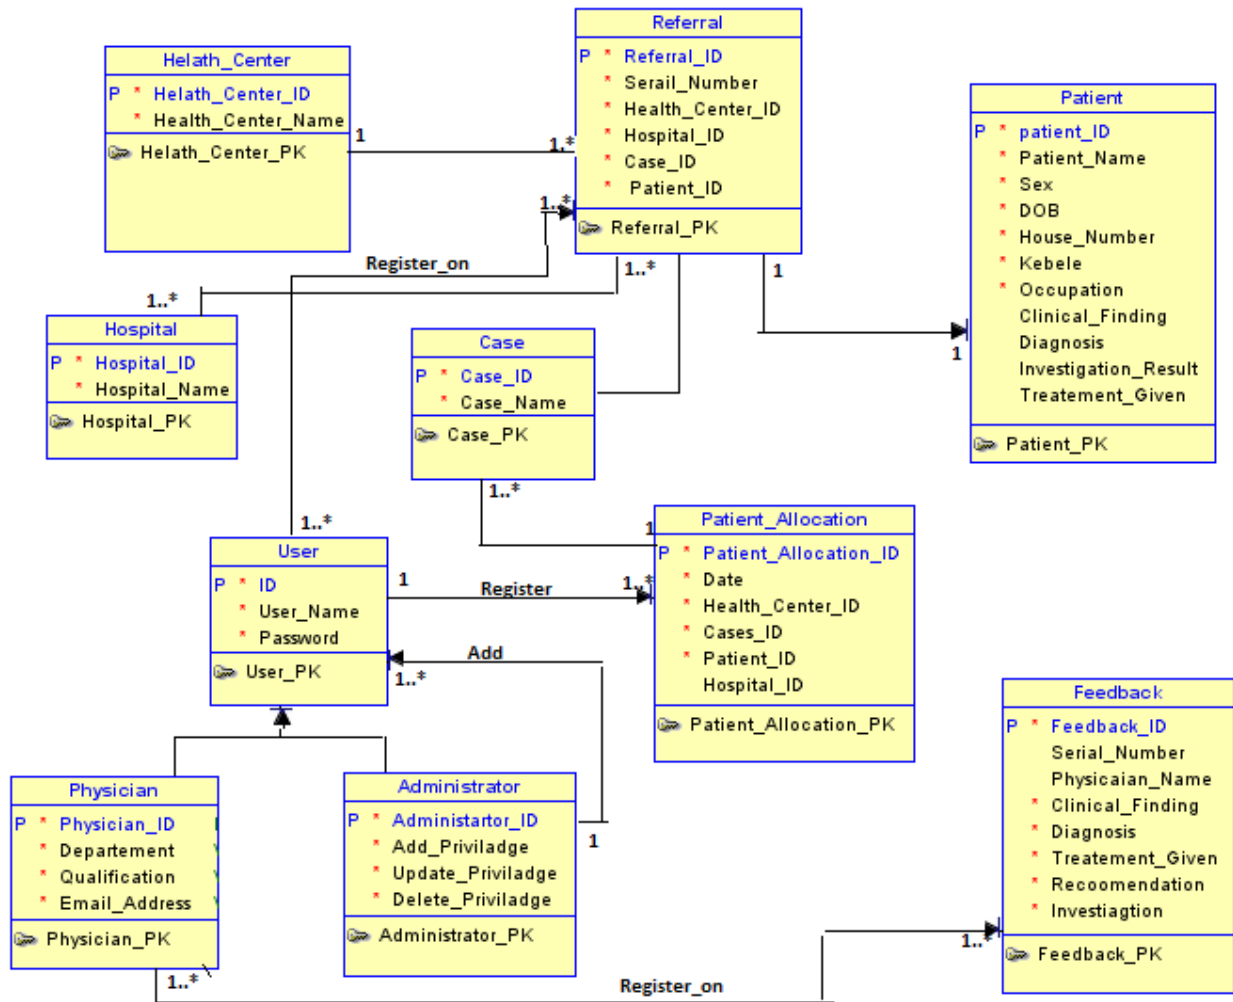 Referral
P * Referral_ID
* Serail_Number
* Health_Center_ID
* Hospital_ID
* Case_ID
* Patient_ID
Referral_PK
Helath_Center
P * Helath_Center_ID
* Health_Center_Name
Helath_Center_PK
1
1.*
1..*
Register_on
1..*
1..*
1
1
Patient
P * patient_ID
* Patient_Name
* Sex
* DOB
* House_Number
* Kebele
* Occupation
Clinical_Finding
Diagnosis
Investigation_Result
Treatement_Given
Patient_PK
Hospital
P * Hospital_ID
* Hospital_Name
Hospital_PK
Case
P * Case_ID
* Case_Name
Case_PK
1..*
1
1..*
User
P * ID
* User_Name
* Password
User_PK
1
Register
1..*
Add
1..*
Patient_Allocation
P * Patient_Allocation_ID
* Date
* Health_Center_ID
* Cases_ID
* Patient_ID
Hospital_ID
Patient_Allocation_PK
Physician
P * Physician_ID
* Departement
* Qualification
* Email_Address
Physician_PK
1..*
Administrator
P * Administartor_ID
* Add_Priviladge
* Update_Priviladge
* Delete_Priviladge
Administrator_PK
1
Feedback
P * Feedback_ID
Serial_Number
Physicaian_Name
* Clinical_Finding
* Diagnosis
* Treatement_Given
* Recoomendation
* Investiagtion
Feedback_PK
1..*
Register_on